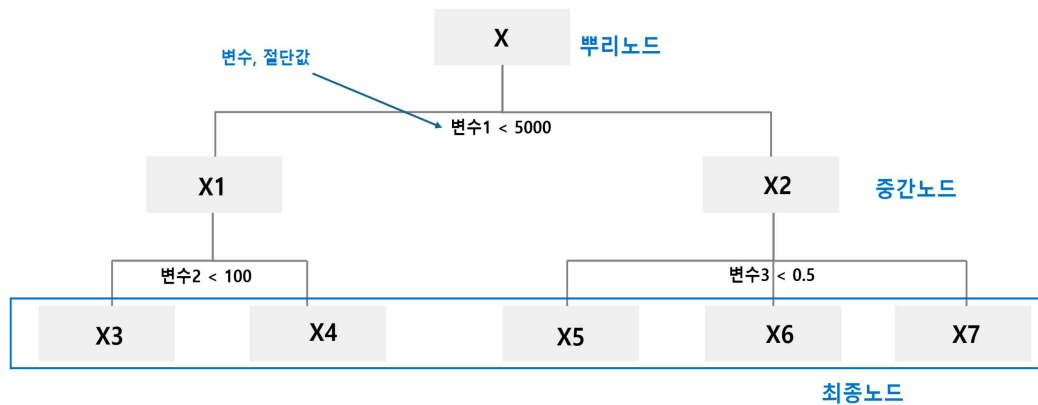 X
뿌리노드
변수, 절단값
변수1 < 5000
X1
X2
중간노드
변수2 < 100
변수3 < 0.5
X3
X4
X5
X6
X7
최종노드